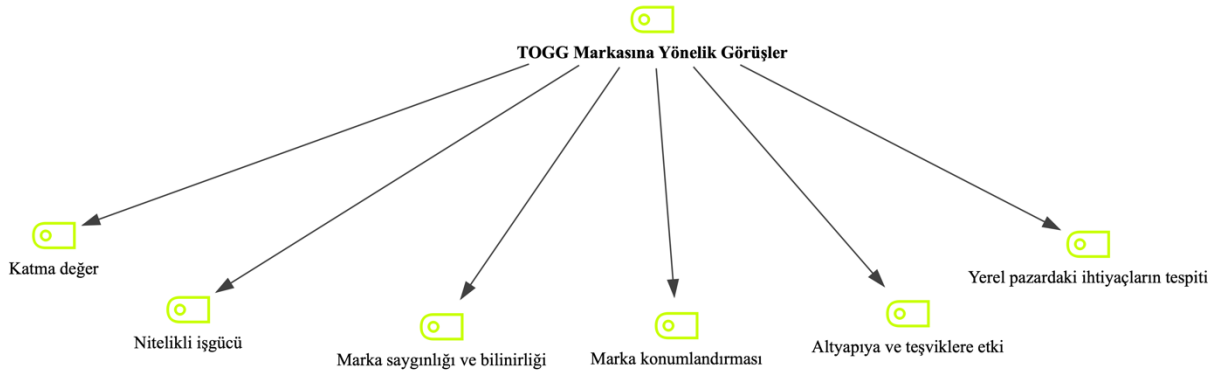 TOGG Markasına Yönelik Görüşler
Katma değer
Nitelikli işgücü
Marka saygınlığı ve bilinirliği
Marka konumlandırması
Altyapıya ve teşviklere etki
Yerel pazardaki ihtiyaçların tespiti